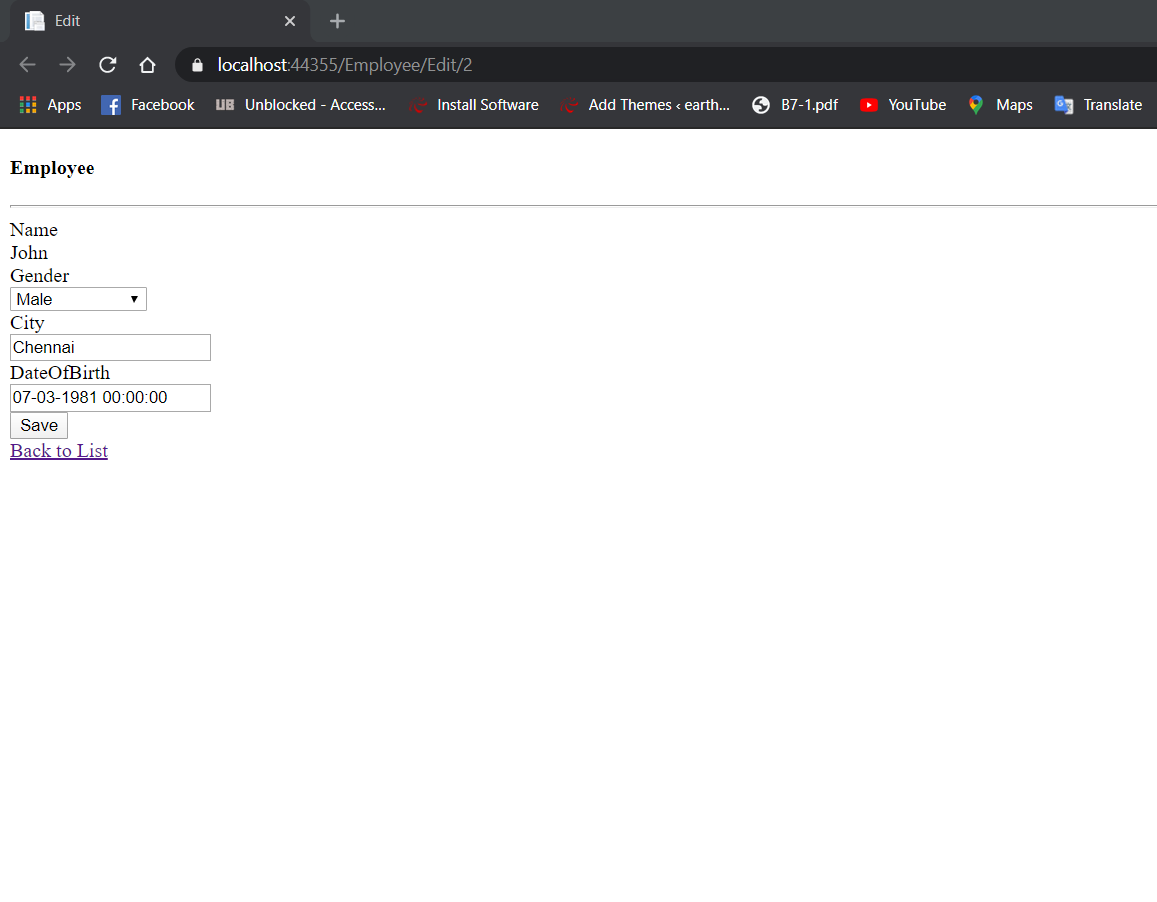 Edit
localhost:44355/Employee/Edit/2
Apps Facebook UB Unblocked - Access... Install Software Add Themes ‹ earth... B7-1.pdf YouTube Maps Translate
Employee
Name
John
Gender
Male
City
Chennai
DateOfBirth
07-03-1981 00:00:00
Save
Back to List